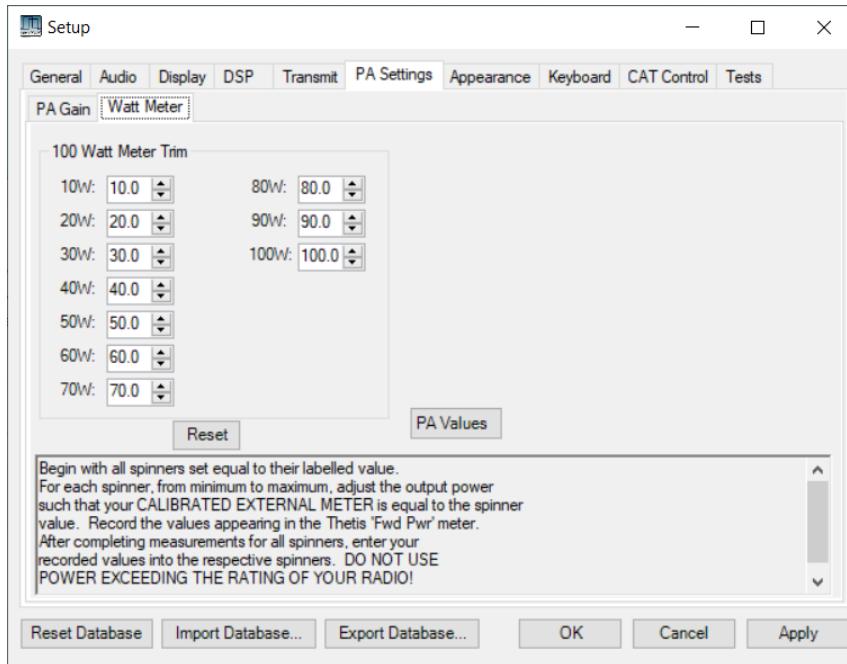 Setup
General Audio Display DSP Transmit PA Settings Appearance Keyboard CAT Control Tests
PA Gain Watt Meter
100 Watt Meter Trim
10W: 10.0 80W: 80.0
20W: 20.0 90W: 90.0
30W: 30.0 100W: 100.0
40W: 40.0
50W: 50.0
60W: 60.0
70W: 70.0
Reset PA Values
Begin with all spinners set equal to their labelled value.
For each spinner, from minimum to maximum, adjust the output power
such that your CALIBRATED EXTERNAL METER is equal to the spinner
value. Record the values appearing in the Thetis 'Fwd Pwr' meter.
After completing measurements for all spinners, enter your
recorded values into the respective spinners. DO NOT USE
POWER EXCEEDING THE RATING OF YOUR RADIO!
Reset Database Import Database... Export Database... OK Cancel Apply